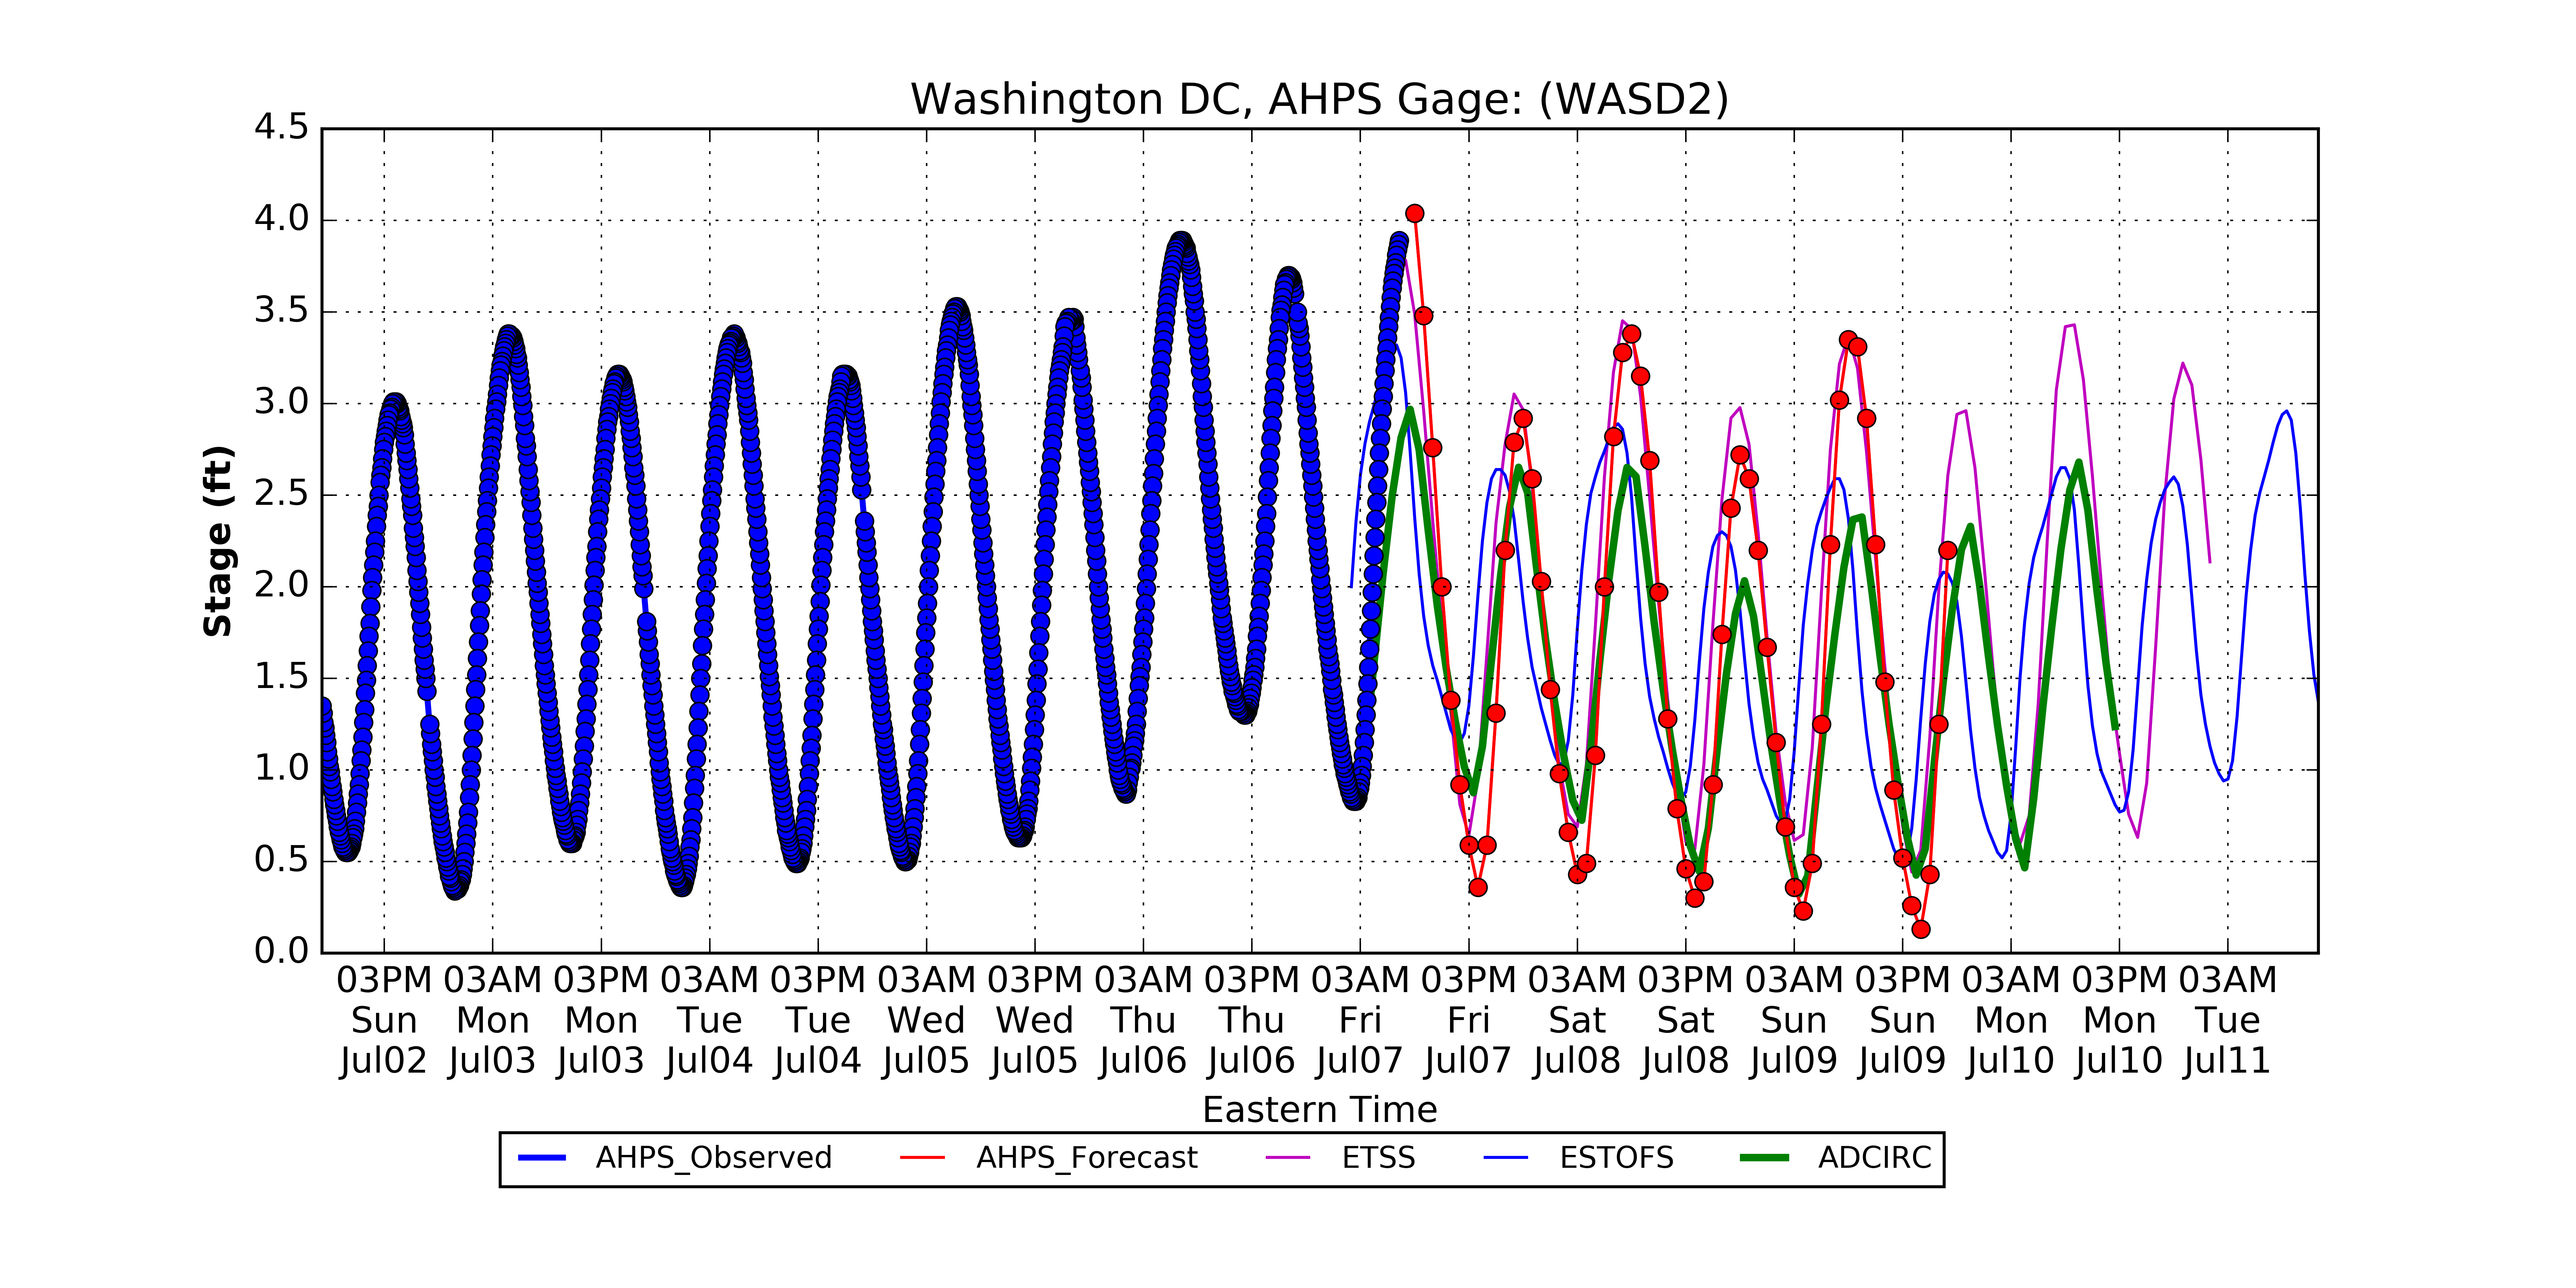 Washington DC, AHPS Gage: (WASD2)
4.5
4.0
3.5
3.0
2.5
2.0
1.5
1.0
0.5
0.0
Stage (ft)
03PM 03AM 03PM 03AM 03PM 03AM 03PM 03AM 03PM 03AM 03PM 03AM 03PM 03AM 03PM 03AM 03PM 03AM
Sun Mon Mon Tue Tue Wed Wed Thu Thu Fri Fri Sat Sat Sun Sun Mon Mon Tue
Jul02 Jul03 Jul03 Jul04 Jul04 Jul05 Jul05 Jul06 Jul06 Jul07 Jul07 Jul08 Jul08 Jul09 Jul09 Jul10 Jul10 Jul11
Eastern Time
AHPS_Observed AHPS_Forecast ETSS ESTOFS ADCIRC